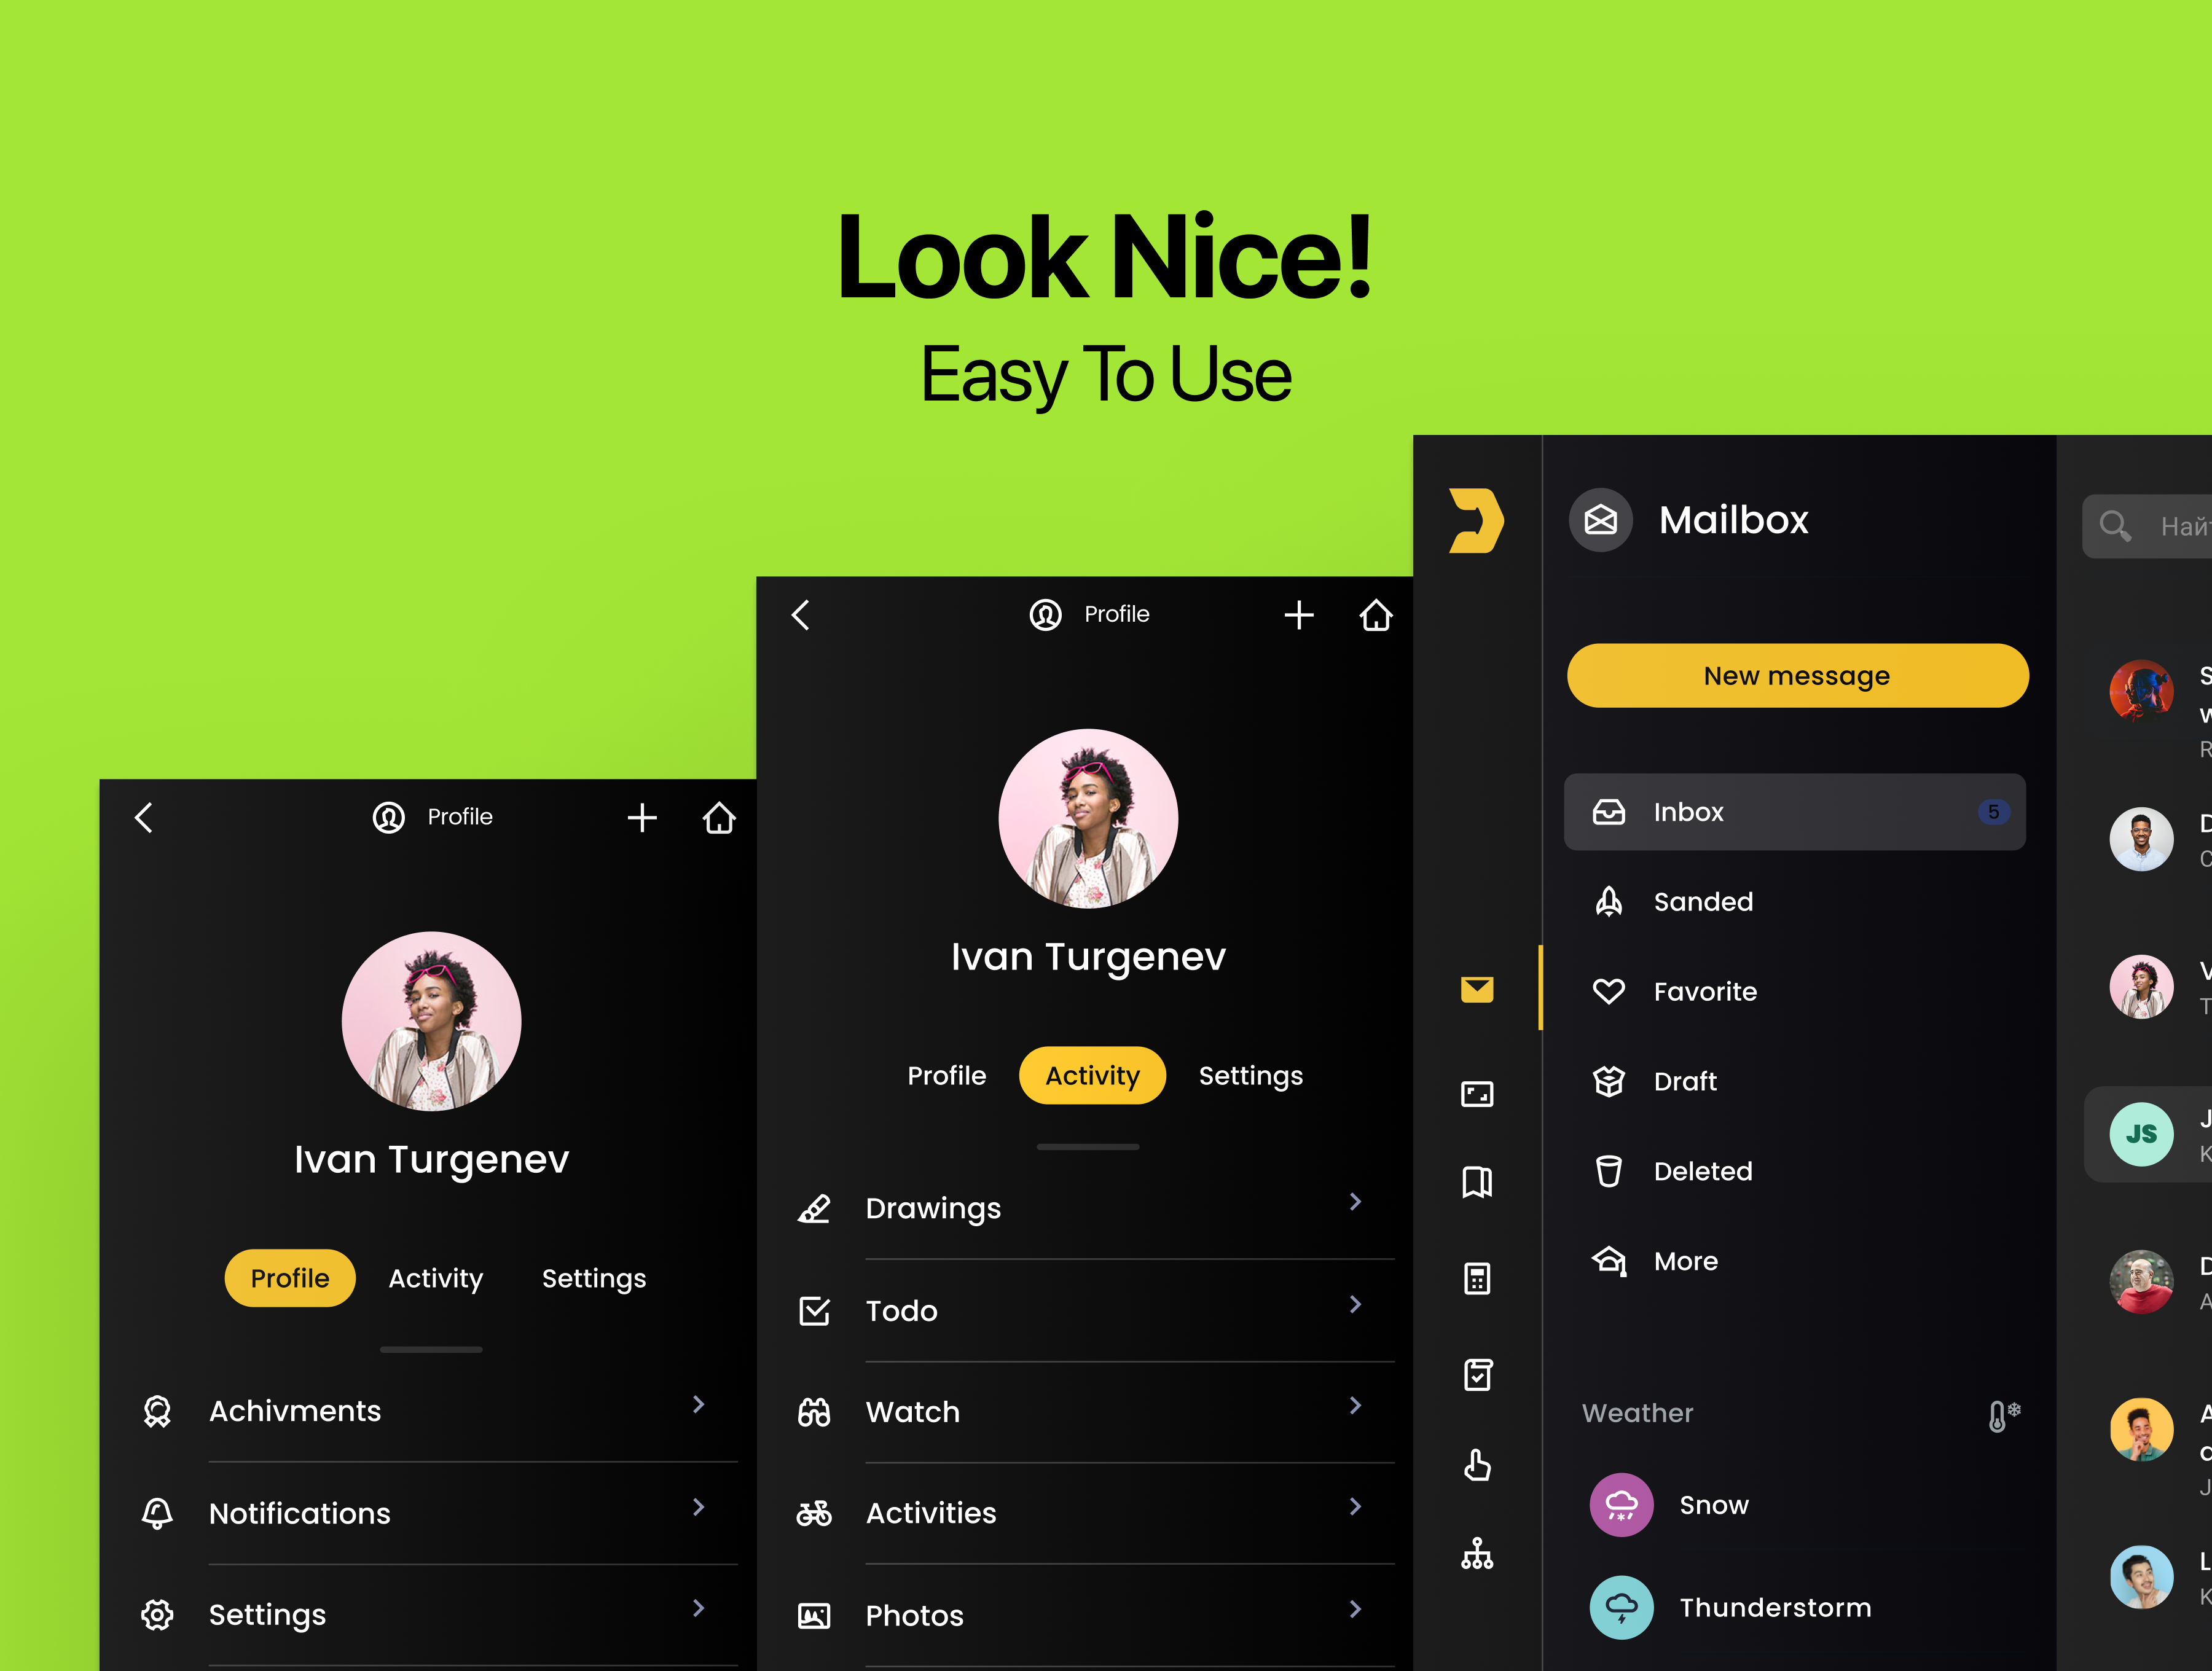 Look Nice!
Easy To Use
Profile
Ivan Turgenev
Profile Activity Settings
Achivments
Notifications
Settings
Profile
Ivan Turgenev
Profile Activity Settings
Drawings
Todo
Watch
Activities
Photos
Mailbox
New message
Inbox 5
Sanded
Favorite
Draft
Deleted
More
Weather
Snow
Thunderstorm
JS